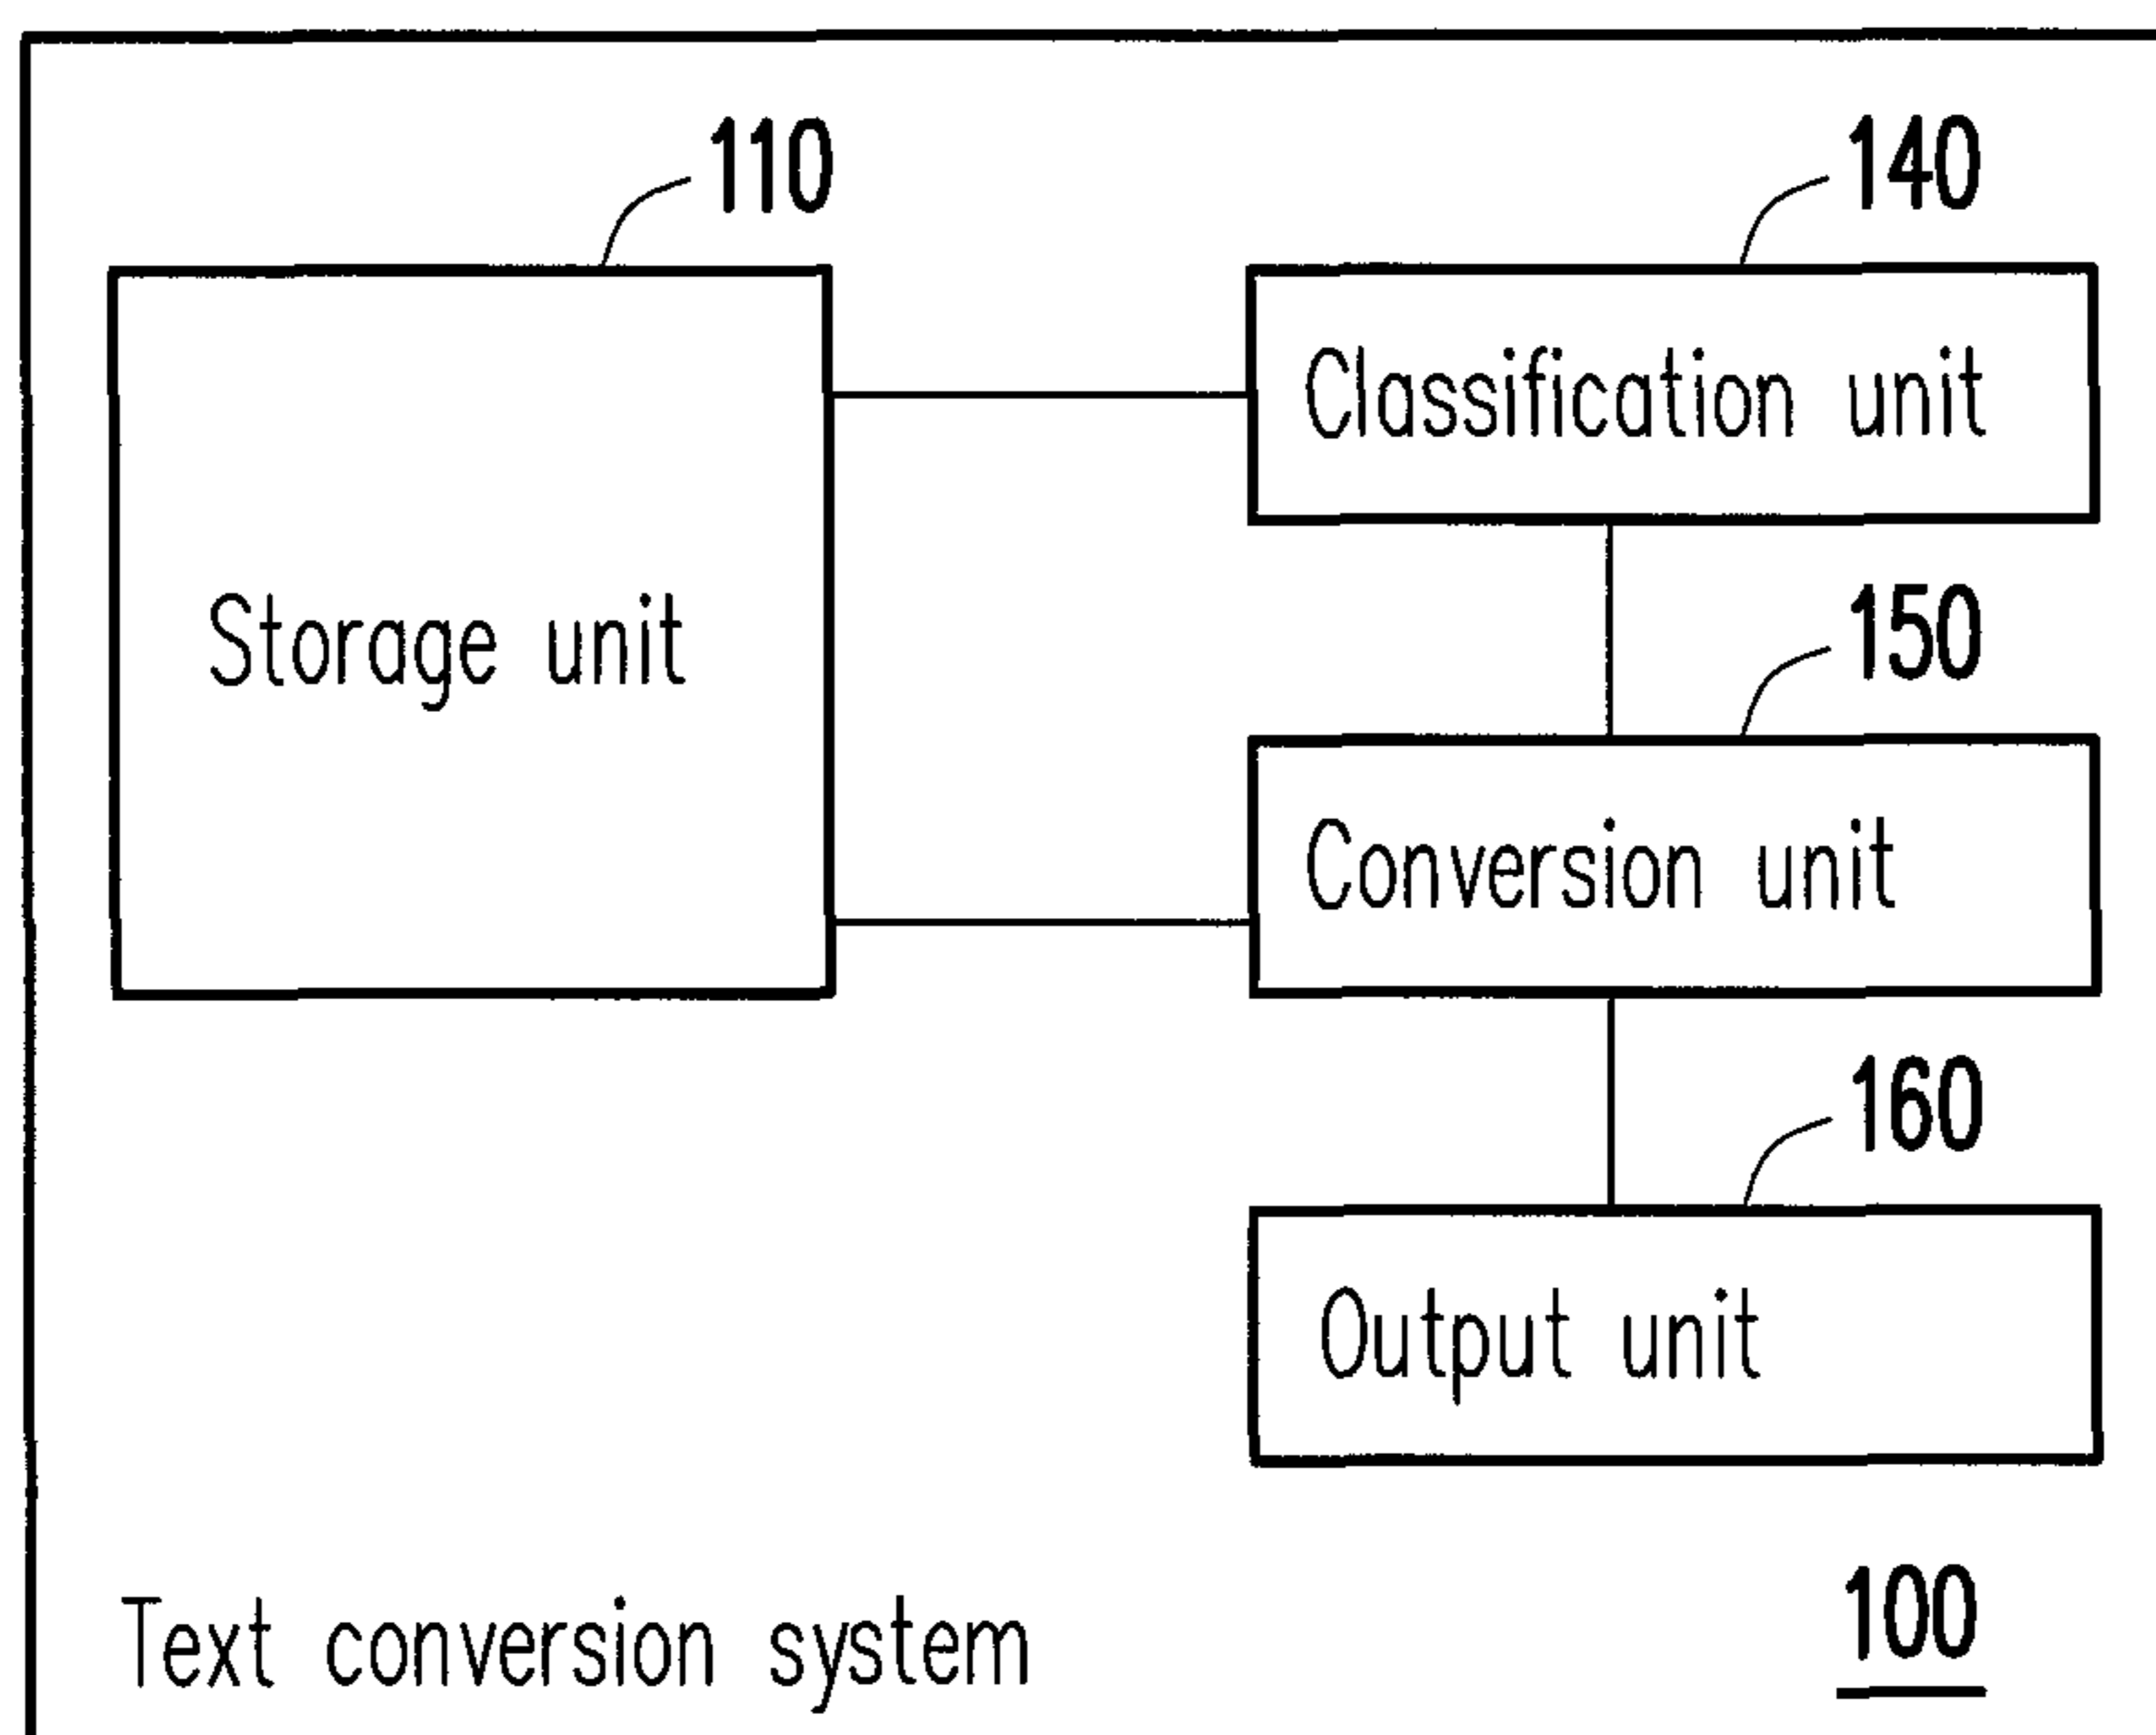 110
140
Classification unit
Storage unit
150
Conversion unit
160
Output unit
Text conversion system
100